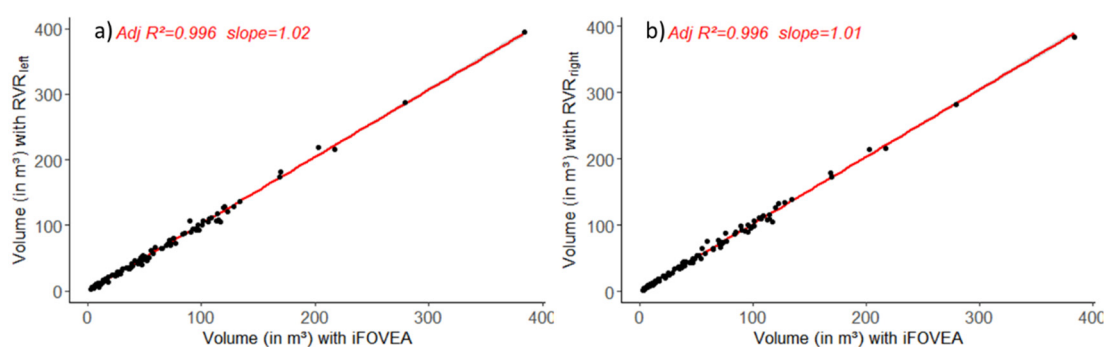 a) Adj R²=0.996 slope=1.02
400
300
200
100
0
Volume (in m³) with RVRleft
0 100 200 300 400
Volume (in m³) with iFOVEA
b) Adj R²=0.996 slope=1.01
400
300
200
100
0
Volume (in m³) with RVRright
0 100 200 300 400
Volume (in m³) with iFOVEA